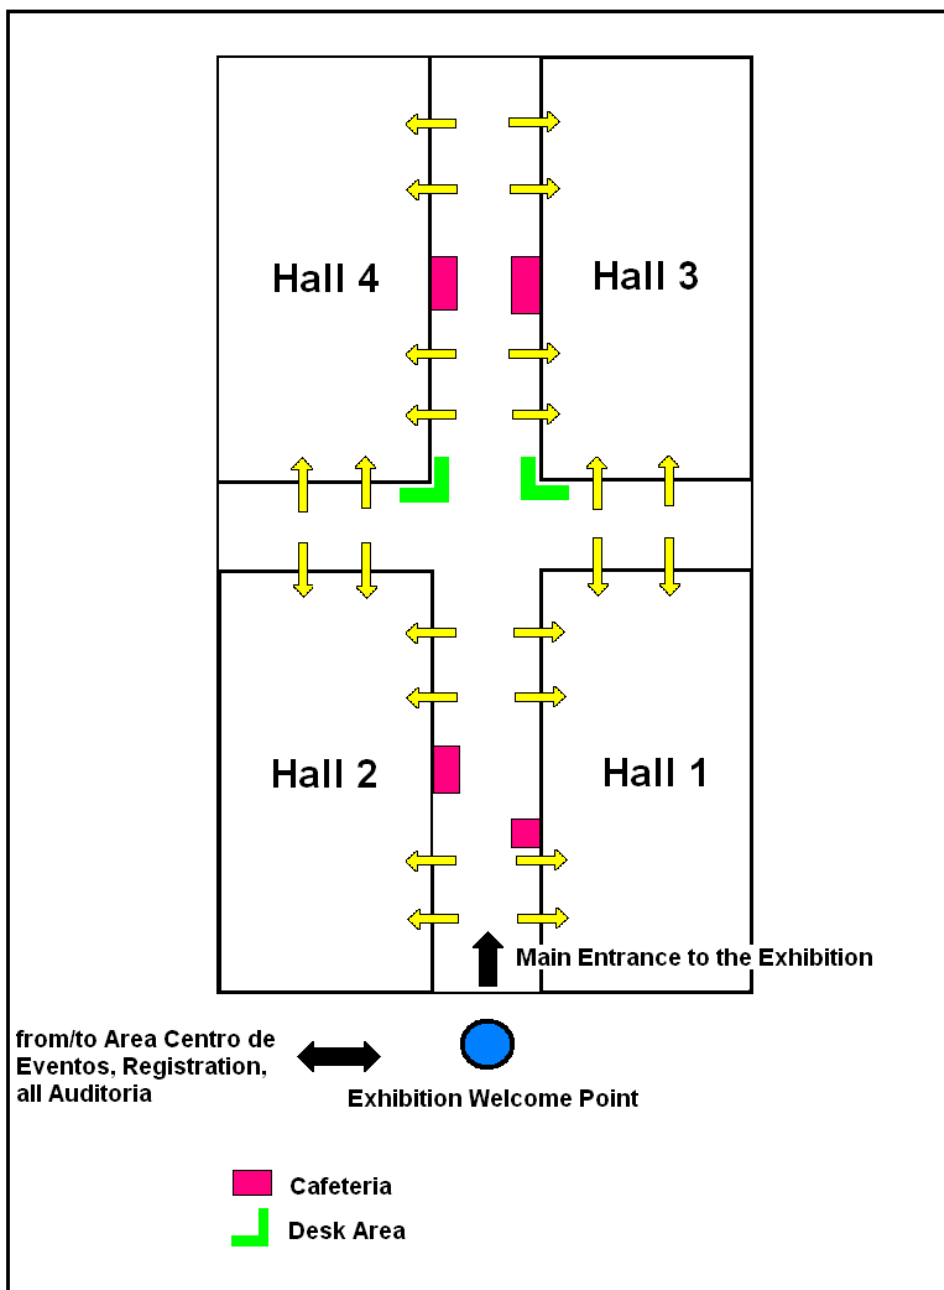 Hall 4
Hall 3
Hall 2
Hall 1
Main Entrance to the Exhibition
from/to Area Centro de
Eventos, Registration,
all Auditoria
Exhibition Welcome Point
Cafeteria
Desk Area